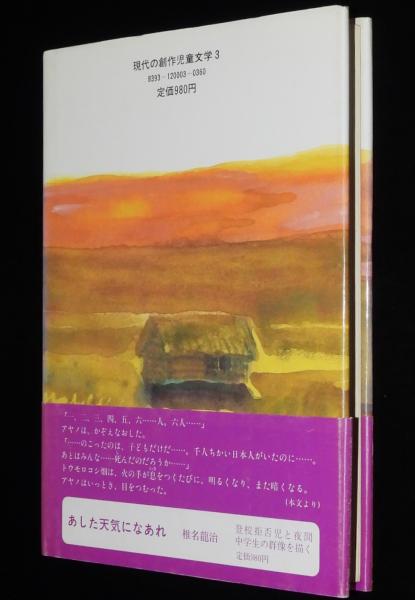 現代の創作児童文学3
8393-120003-0360
定価980円
「一、二、三、四、五、六……人。六人……」
アヤノは、かぞえなおした。
「……のこったのは、子どもだけだ……。千人ちかい日本人がいたのに……。
あとはみんな……死んだのだろうか……」
トウモロコシ畑は、火の手が息をつくたびに、明るくなり、また暗くなる。
アヤノはいっとき、目をつむった。
(本文より)
あした天気になあれ
椎名龍治
登校拒否児と夜間
中学生の群像を描く
定価980円